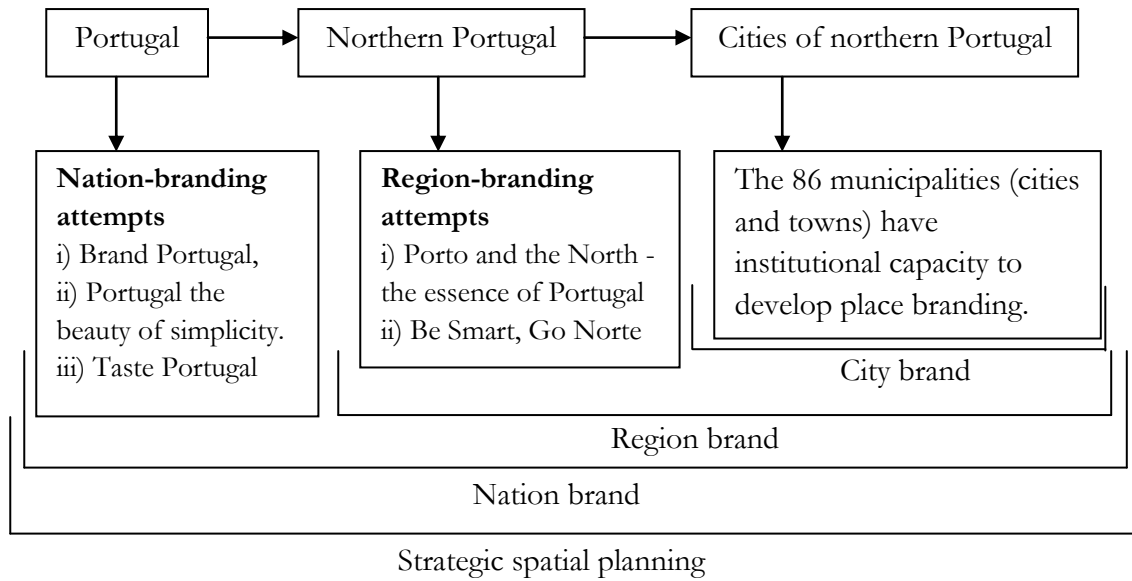 Portugal
Northern Portugal
Cities of northern Portugal
Nation-branding
attempts
i) Brand Portugal,
ii) Portugal the
beauty of simplicity.
iii) Taste Portugal
Region-branding
attempts
i) Porto and the North -
the essence of Portugal
ii) Be Smart, Go Norte
The 86 municipalities (cities
and towns) have
institutional capacity to
develop place branding.
City brand
Region brand
Nation brand
Strategic spatial planning